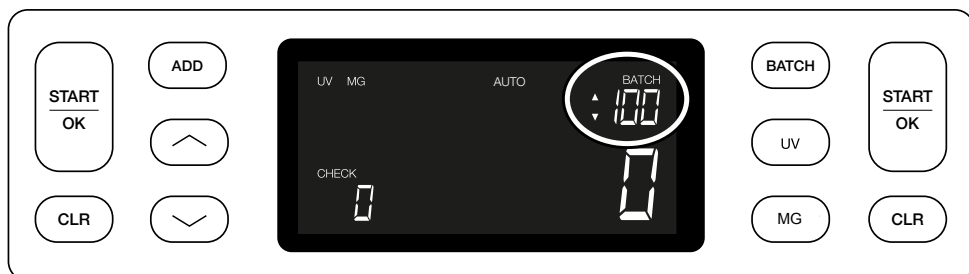 START
OK
CLR
ADD
UV MG AUTO BATCH
100
CHECK
0
0
BATCH
UV
MG
START
OK
CLR